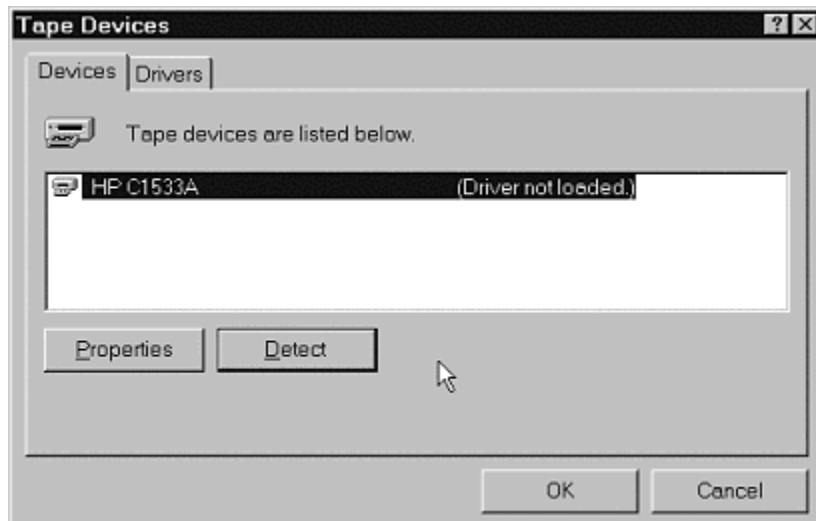 Tape Devices
Devices Drivers
Tape devices are listed below.
HP C1533A (Driver not loaded.)
Properties Detect
OK Cancel